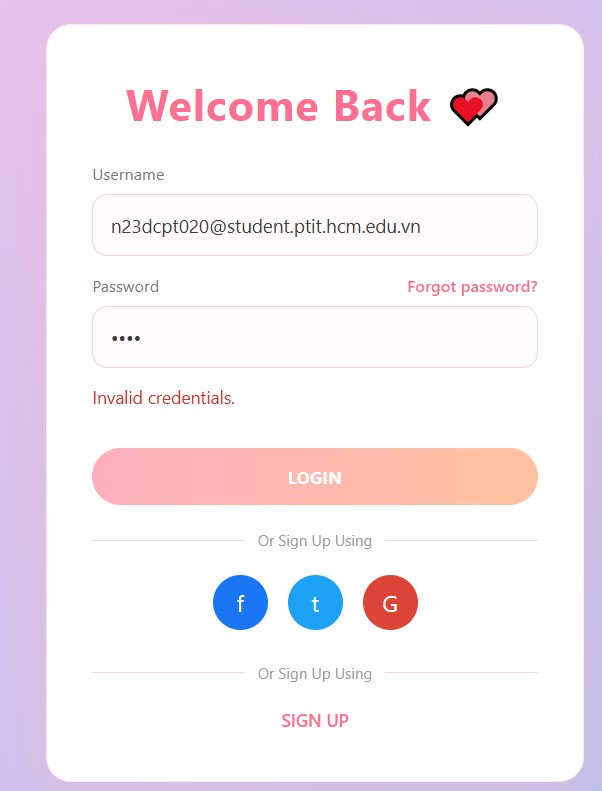 Welcome Back 💕
Username
n23dcpt020@student.ptit.hcm.edu.vn
Password Forgot password?
••••
Invalid credentials.
LOGIN
Or Sign Up Using
f t G
Or Sign Up Using
SIGN UP